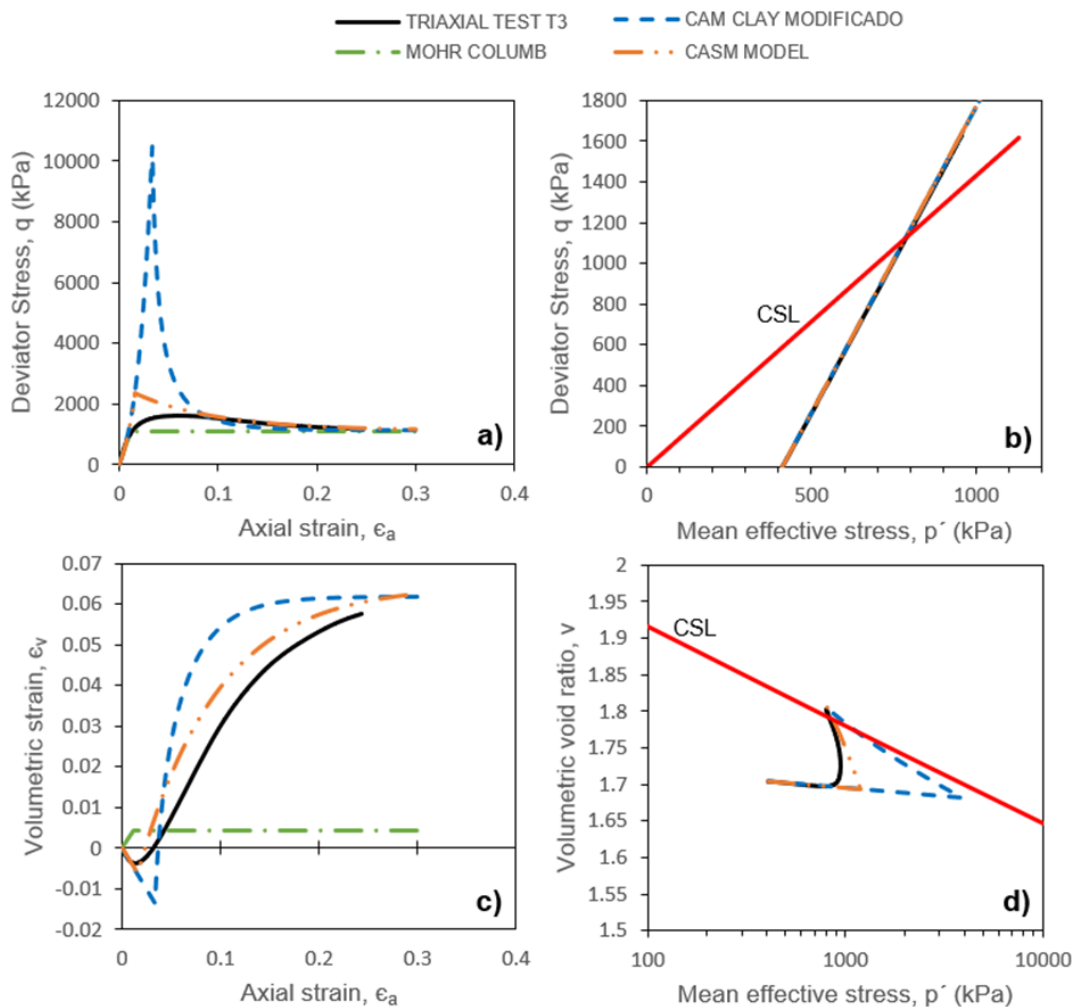 TRIAXIAL TEST T3
CAM CLAY MODIFICADO
MOHR COLUMB
CASM MODEL
12000
10000
8000
6000
4000
2000
0
Deviator Stress, q (kPa)
a)
0 0.1 0.2 0.3 0.4
Axial strain, ϵa
1800
1600
1400
1200
1000
800
600
400
200
0
Deviator Stress, q (kPa)
CSL
b)
0 500 1000
Mean effective stress, p´ (kPa)
0.07
0.06
0.05
0.04
0.03
0.02
0.01
0
-0.01
-0.02
Volumetric strain, ϵv
c)
0 0.1 0.2 0.3 0.4
Axial strain, ϵa
2
1.95
1.9
1.85
1.8
1.75
1.7
1.65
1.6
1.55
1.5
Volumetric void ratio, v
CSL
d)
100 1000 10000
Mean effective stress, p´ (kPa)